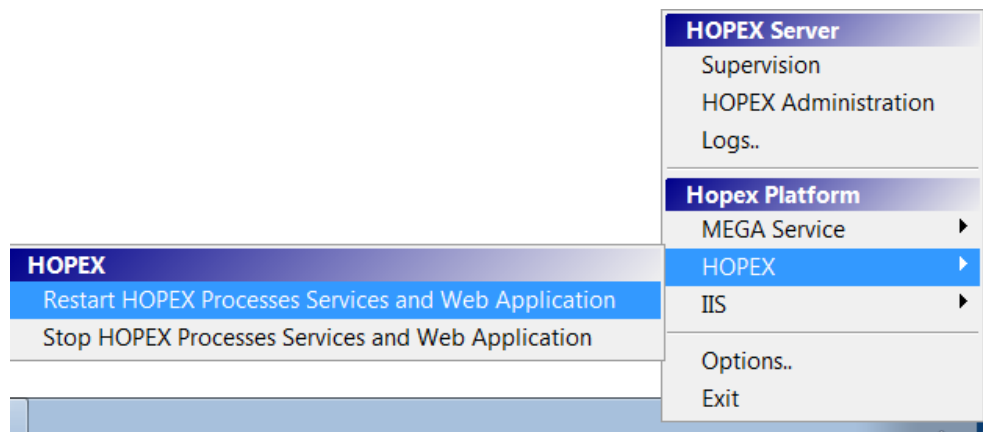 HOPEX Server
Supervision
HOPEX Administration
Logs..
Hopex Platform
MEGA Service
HOPEX
IIS
Options..
Exit
HOPEX
Restart HOPEX Processes Services and Web Application
Stop HOPEX Processes Services and Web Application